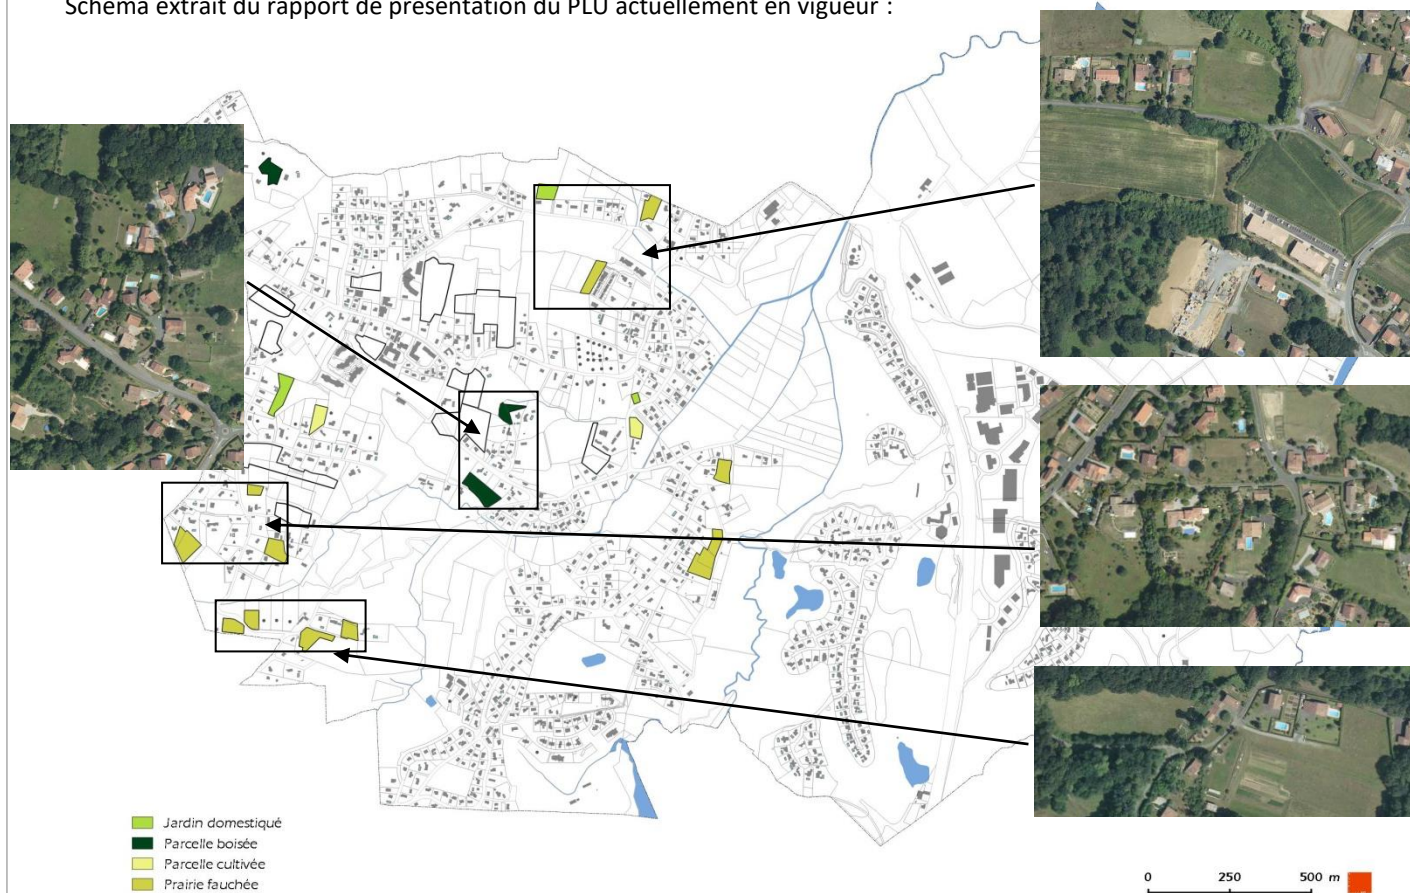 Schéma extrait du rapport de présentation du PLU actuellement en vigueur :
Jardin domestiqué
Parcelle boisée
Parcelle cultivée
Prairie fauchée
0 250 500 m